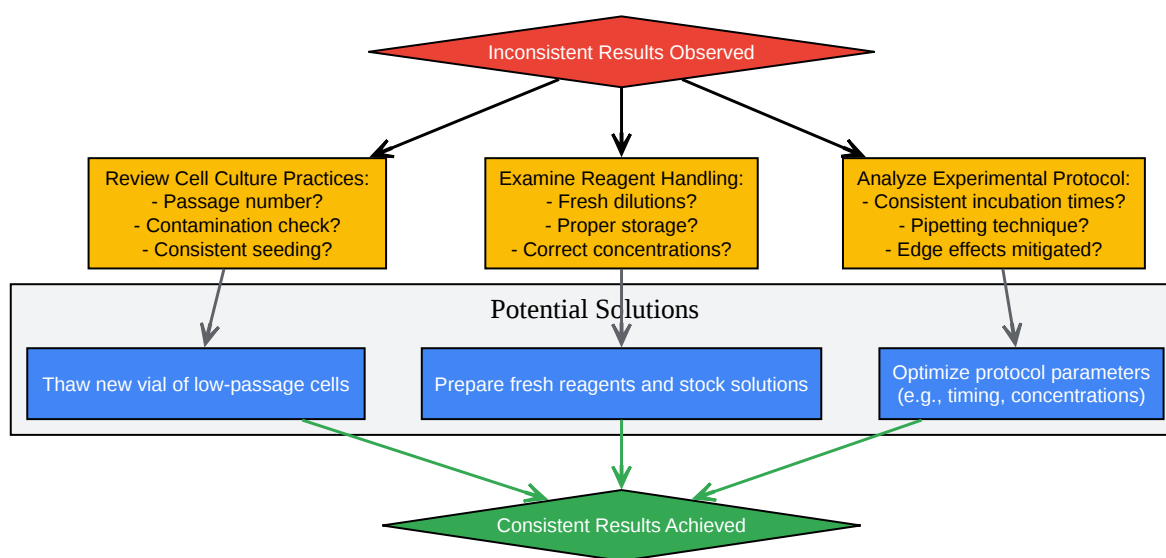 Inconsistent Results Observed
Review Cell Culture Practices:
- Passage number?
- Contamination check?
- Consistent seeding?
Examine Reagent Handling:
- Fresh dilutions?
- Proper storage?
- Correct concentrations?
Analyze Experimental Protocol:
- Consistent incubation times?
- Pipetting technique?
- Edge effects mitigated?
Potential Solutions
Thaw new vial of low-passage cells
Prepare fresh reagents and stock solutions
Optimize protocol parameters
(e.g., timing, concentrations)
Consistent Results Achieved